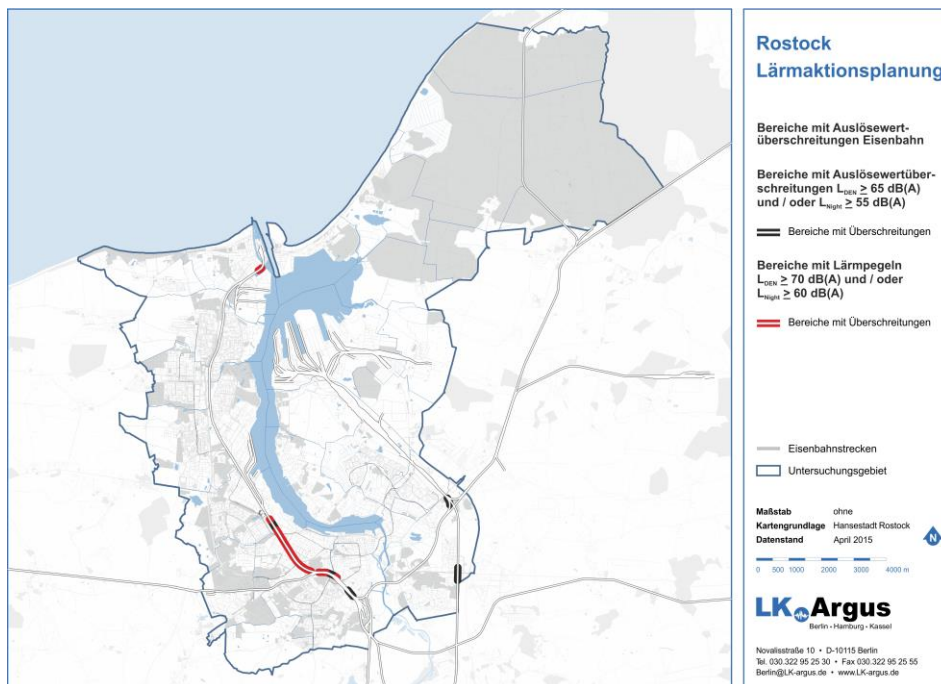 Rostock
Lärmaktionsplanung
Bereiche mit Auslösewert-
überschreitungen Eisenbahn
Bereiche mit Auslösewertüber-
schreitungen LDEN ≥ 65 dB(A)
und / oder LNight ≥ 55 dB(A)
Bereiche mit Überschreitungen
Bereiche mit Lärmpegeln
LDEN ≥ 70 dB(A) und / oder
LNight ≥ 60 dB(A)
Bereiche mit Überschreitungen
Eisenbahnstrecken
Untersuchungsgebiet
Maßstab ohne
Kartengrundlage Hansestadt Rostock
Datenstand April 2015
N
0 500 1000 2000 3000 4000 m
LK Argus
Berlin • Hamburg • Kassel
Novalisstraße 10 • D-10115 Berlin
Tel. 030.322 95 25 30 • Fax 030.322 95 25 55
Berlin@LK-argus.de • www.LK-argus.de